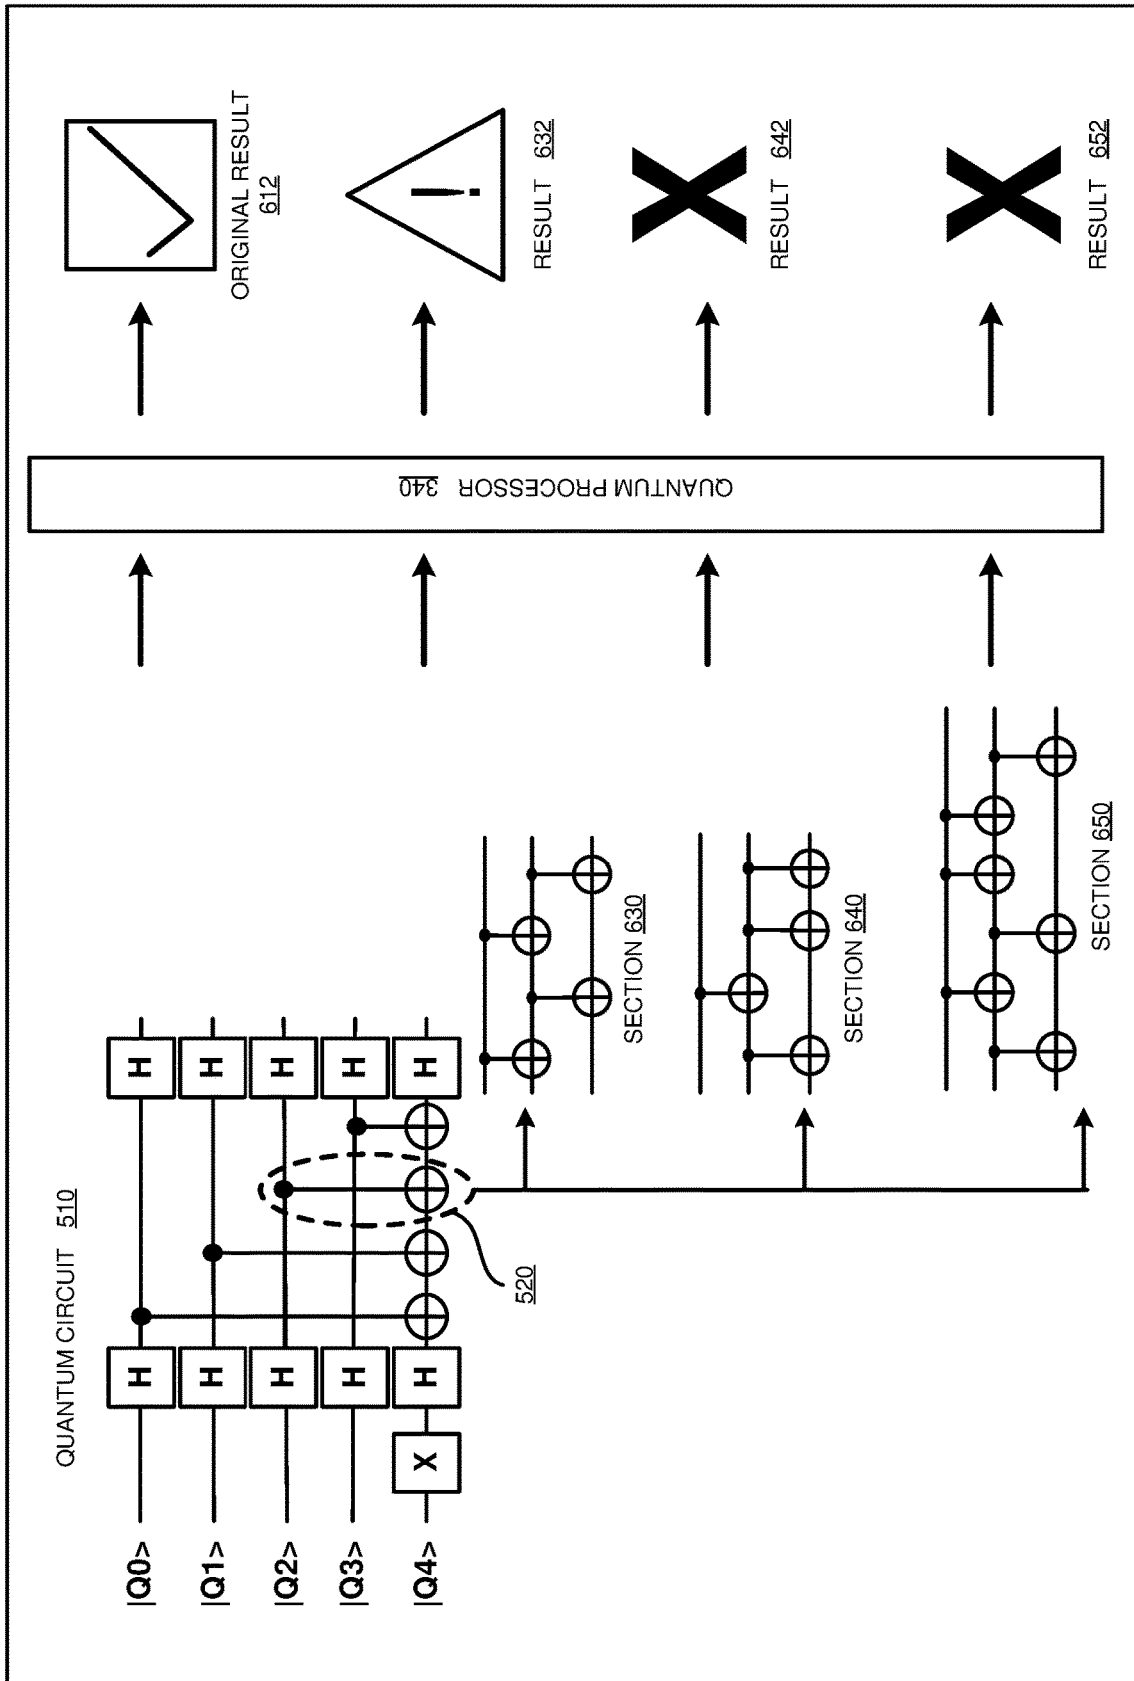 QUANTUM CIRCUIT 510
|Q0>
|Q1>
|Q2>
|Q3>
|Q4>
H
H
H
H
X
H
H
H
H
H
H
520
SECTION 630
SECTION 640
SECTION 650
QUANTUM PROCESSOR 340
ORIGINAL RESULT
612
!
RESULT 632
X
RESULT 642
X
RESULT 652